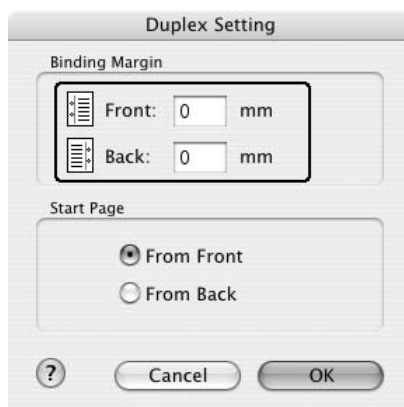 Duplex Setting
Binding Margin
Front: 0 mm
Back: 0 mm
Start Page
From Front
From Back
? Cancel OK